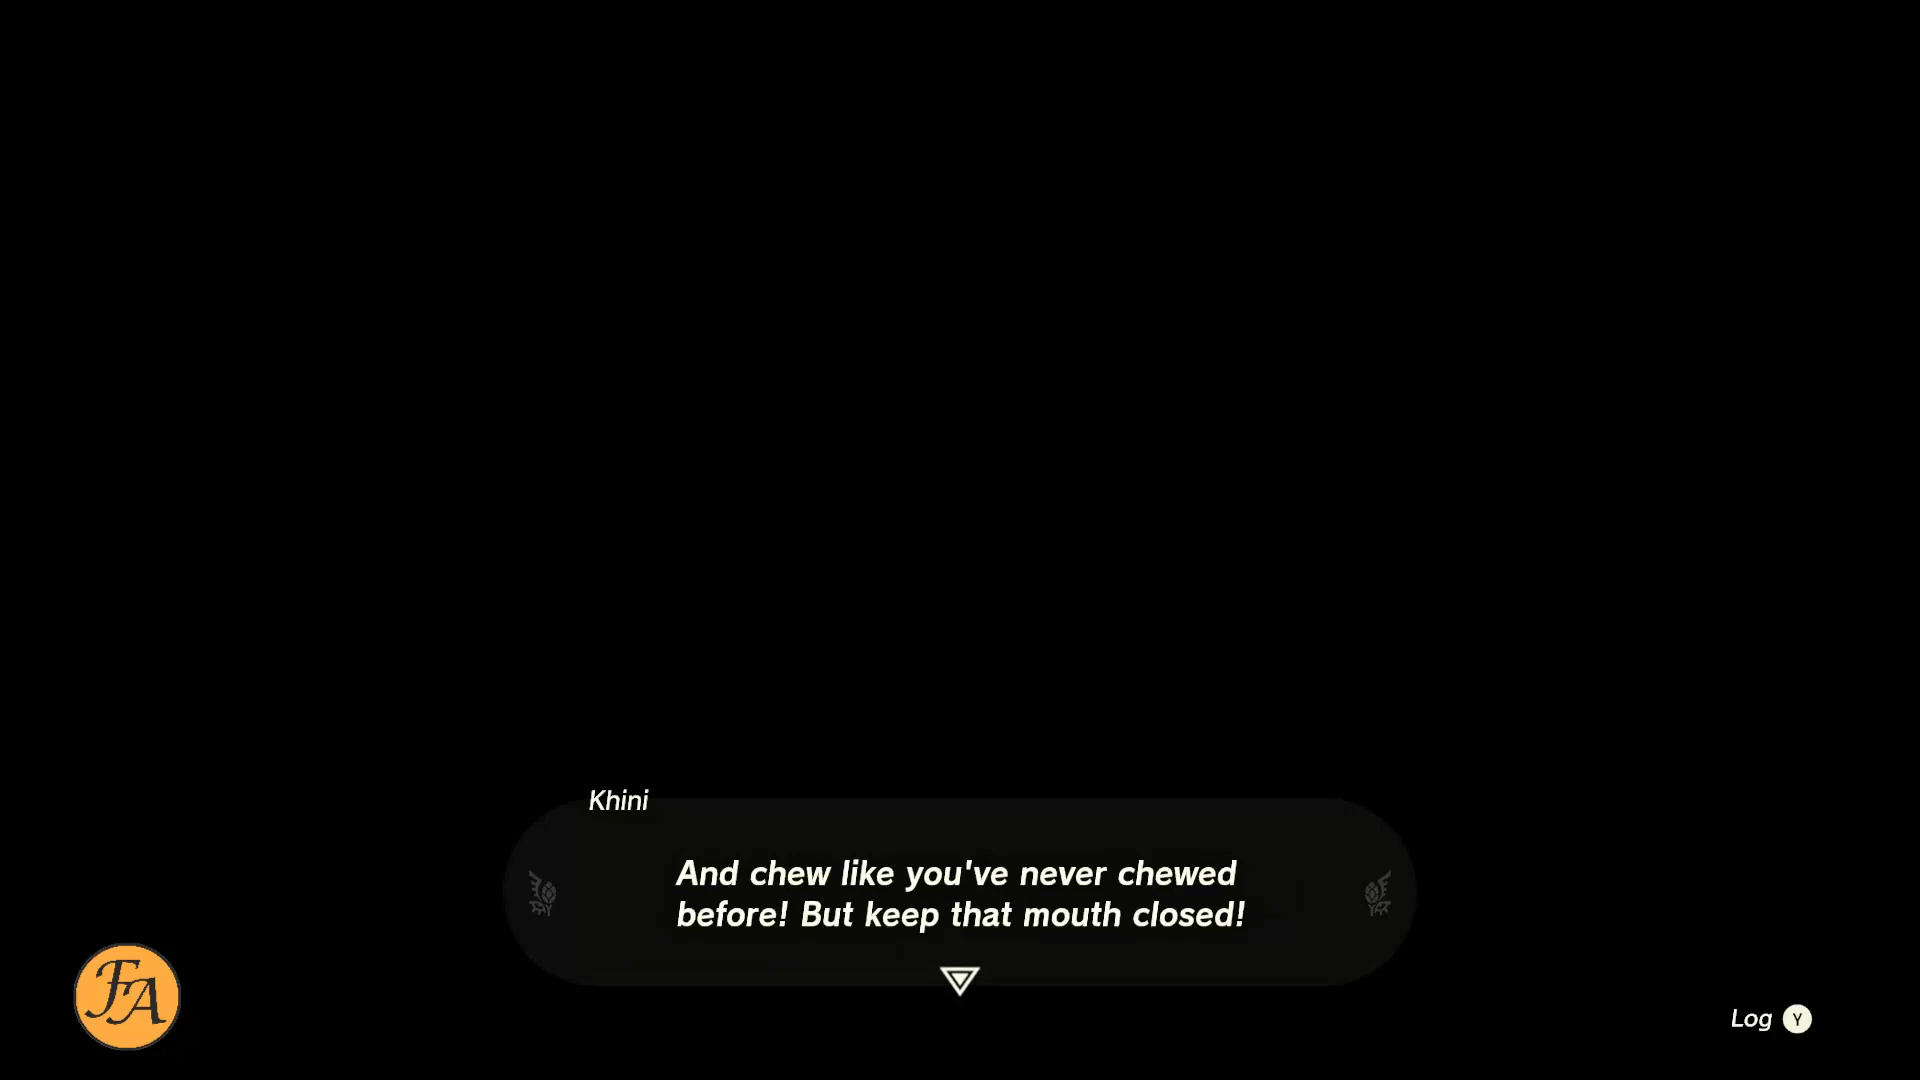 Khini
And chew like you've never chewed
before! But keep that mouth closed!
FA
Log Y